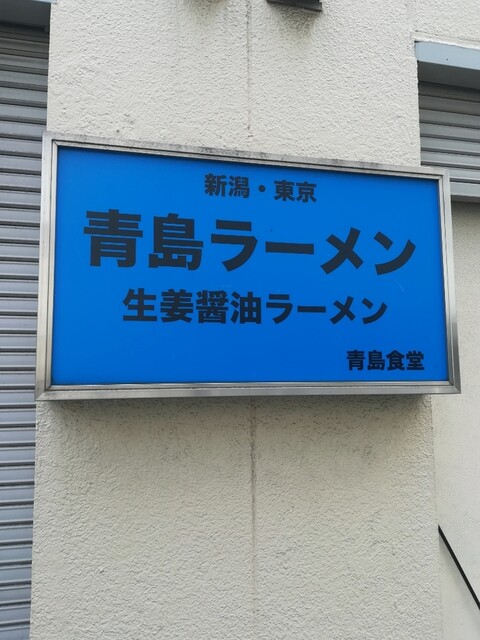 新潟・東京
青島ラーメン
生姜醤油ラーメン
青島食堂